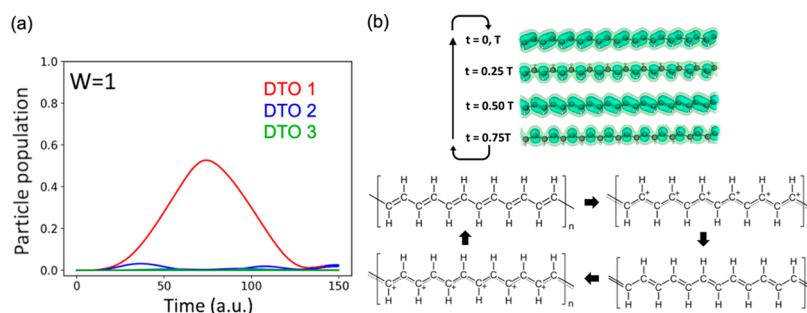 (a)
W=1
DTO 1
DTO 2
DTO 3
Particle population
1.0
0.8
0.6
0.4
0.2
0.0
0
50
100
150
Time (a.u.)
(b)
t = 0, T
t = 0.25 T
t = 0.50 T
t = 0.75T
H H H H H H
C C C C C C C C C C C C
H H H H H H
n
H H H H H H
C C+ C C+ C C+ C C+ C C+ C C+
H H H H H H
n
H H H H H H
C C C C C C C C C C C C
+ + + + + +
H H H H H H
n
H H H H H H
C C C C C C C C C C C C
H H H H H H
n